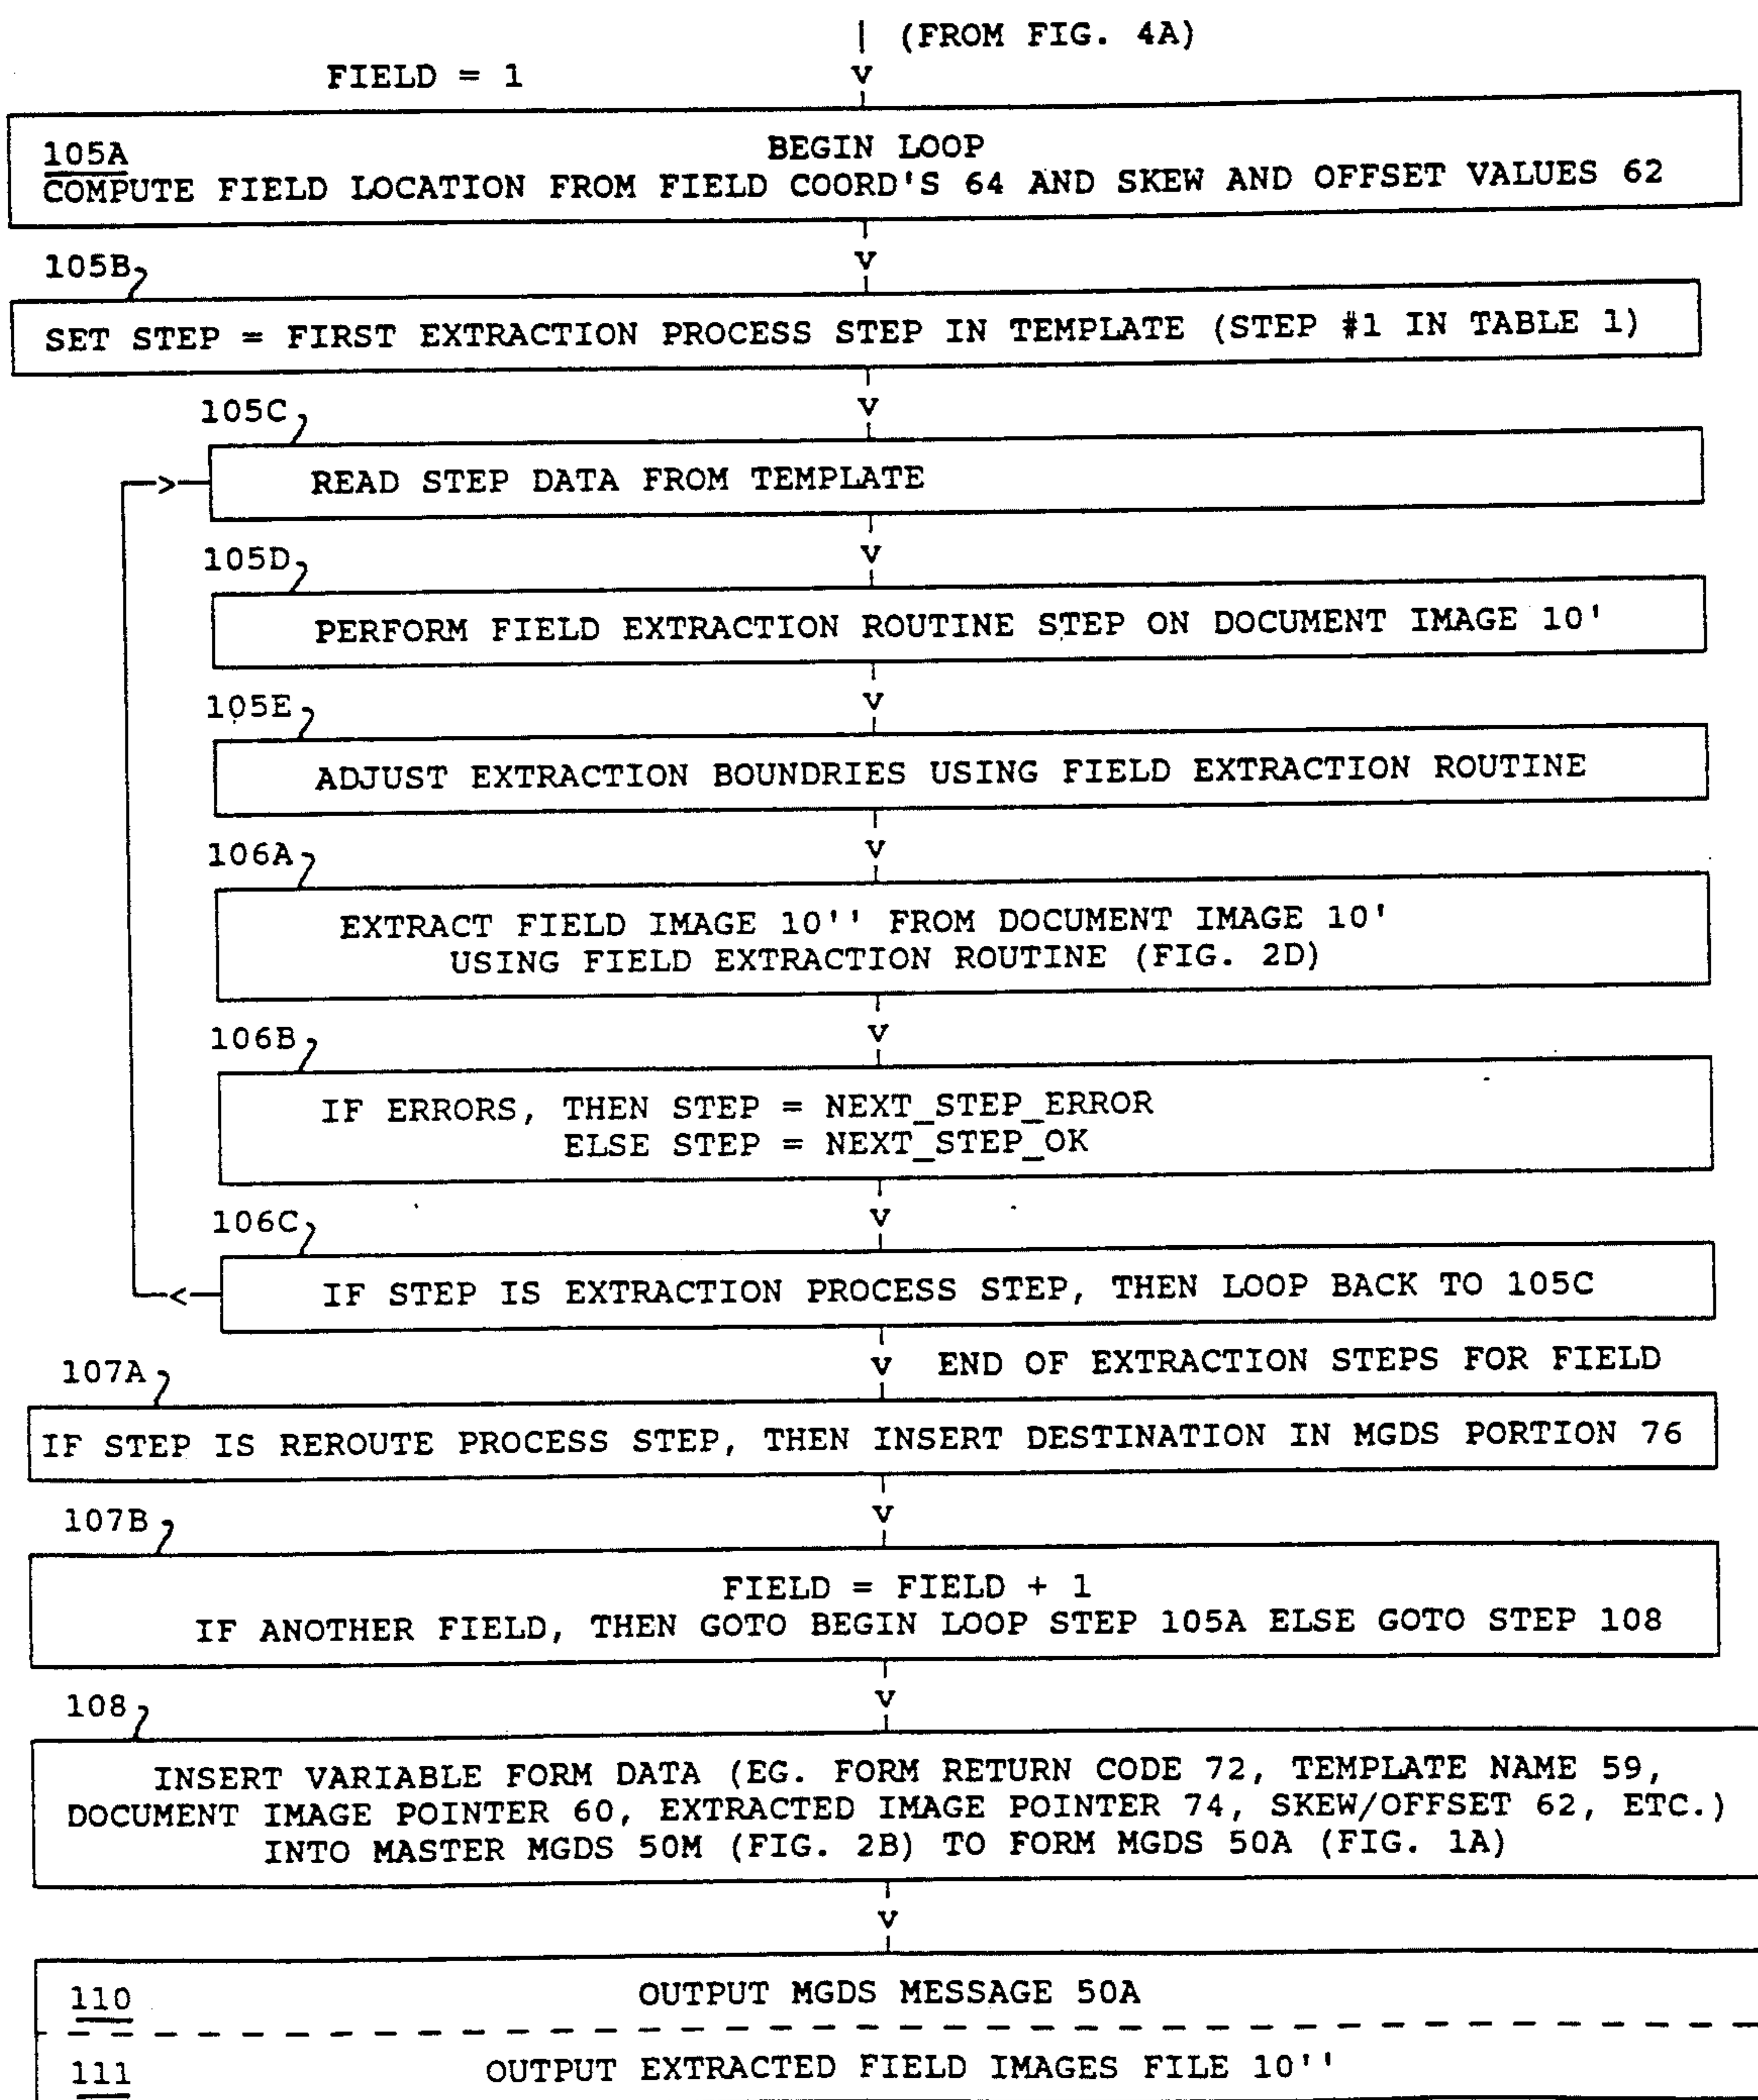 (FROM FIG. 4A)
FIELD = 1
105A BEGIN LOOP
COMPUTE FIELD LOCATION FROM FIELD COORD'S 64 AND SKEW AND OFFSET VALUES 62
105B
SET STEP = FIRST EXTRACTION PROCESS STEP IN TEMPLATE (STEP #1 IN TABLE 1)
105C
READ STEP DATA FROM TEMPLATE
105D
PERFORM FIELD EXTRACTION ROUTINE STEP ON DOCUMENT IMAGE 10'
105E
ADJUST EXTRACTION BOUNDRIES USING FIELD EXTRACTION ROUTINE
106A
EXTRACT FIELD IMAGE 10'' FROM DOCUMENT IMAGE 10'
USING FIELD EXTRACTION ROUTINE (FIG. 2D)
106B
IF ERRORS, THEN STEP = NEXT_STEP_ERROR
ELSE STEP = NEXT_STEP_OK
106C
IF STEP IS EXTRACTION PROCESS STEP, THEN LOOP BACK TO 105C
END OF EXTRACTION STEPS FOR FIELD
107A
IF STEP IS REROUTE PROCESS STEP, THEN INSERT DESTINATION IN MGDS PORTION 76
107B
FIELD = FIELD + 1
IF ANOTHER FIELD, THEN GOTO BEGIN LOOP STEP 105A ELSE GOTO STEP 108
108
INSERT VARIABLE FORM DATA (EG. FORM RETURN CODE 72, TEMPLATE NAME 59,
DOCUMENT IMAGE POINTER 60, EXTRACTED IMAGE POINTER 74, SKEW/OFFSET 62, ETC.)
INTO MASTER MGDS 50M (FIG. 2B) TO FORM MGDS 50A (FIG. 1A)
110 OUTPUT MGDS MESSAGE 50A
111 OUTPUT EXTRACTED FIELD IMAGES FILE 10''